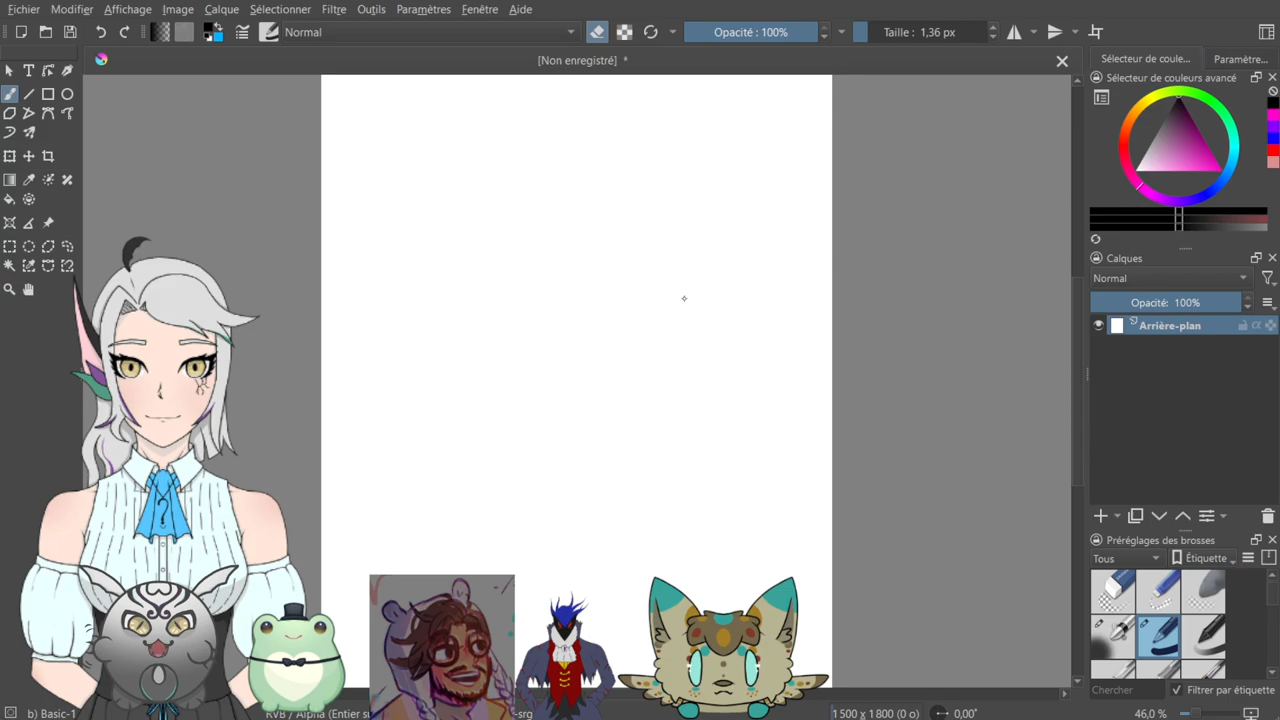 Fichier Modifier Affichage Image Calque Sélectionner Filtre Outils Paramètres Fenêtre Aide
Normal Opacité : 100% Taille : 1,36 px
[Non enregistré] *
Sélecteur de coule... Paramètre...
Sélecteur de couleurs avancé
Calques
Normal
Opacité: 100%
Arrière-plan
Préréglages des brosses
Tous Étiquette
Chercher Filtrer par étiquette
b) Basic-1 RVB / Alpha (Entier su -srg 1 500 x 1 800 (0 o) 0,00° 46,0 %